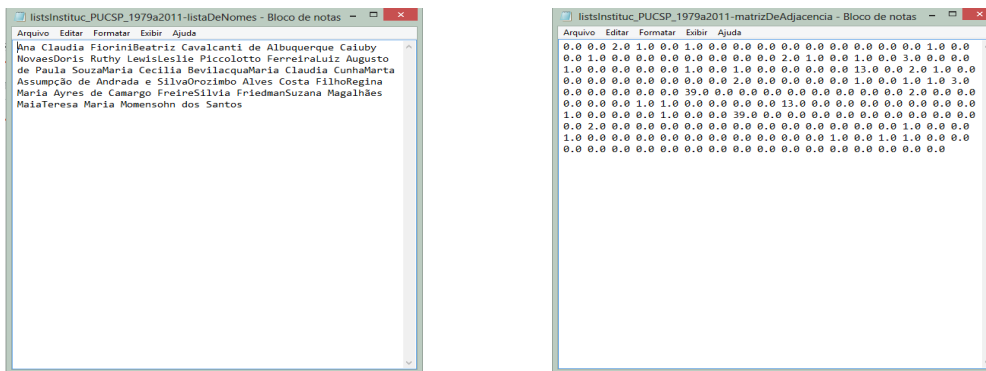 listsInstituc_PUCSP_1979a2011-listaDeNomes - Bloco de notas
Arquivo Editar Formatar Exibir Ajuda
Ana Claudia FioriniBeatriz Cavalcanti de Albuquerque Caiuby
NovaesDoris Ruthy LewisLeslie Piccolotto FerreiraLuiz Augusto
de Paula SouzaMaria Cecilia BevilacquaMaria Claudia CunhaMarta
Assumpção de Andrada e SilvaOrozimbo Alves Costa FilhoRegina
Maria Ayres de Camargo FreireSilvia FriedmanSuzana Magalhães
MaiaTeresa Maria Momensohn dos Santos
listsInstituc_PUCSP_1979a2011-matrizDeAdjacencia - Bloco de notas
Arquivo Editar Formatar Exibir Ajuda
0.0 0.0 2.0 1.0 0.0 1.0 0.0 0.0 0.0 0.0 0.0 0.0 0.0 0.0 0.0 1.0 0.0
0.0 1.0 0.0 0.0 0.0 0.0 0.0 0.0 0.0 2.0 1.0 0.0 1.0 0.0 3.0 0.0 0.0
1.0 0.0 0.0 0.0 0.0 1.0 0.0 1.0 0.0 0.0 0.0 0.0 13.0 0.0 2.0 1.0 0.0
0.0 0.0 0.0 0.0 0.0 0.0 0.0 2.0 0.0 0.0 0.0 0.0 1.0 0.0 1.0 1.0 3.0
0.0 0.0 0.0 0.0 0.0 39.0 0.0 0.0 0.0 0.0 0.0 0.0 0.0 0.0 2.0 0.0 0.0
0.0 0.0 0.0 1.0 1.0 0.0 0.0 0.0 0.0 13.0 0.0 0.0 0.0 0.0 0.0 0.0 0.0
1.0 0.0 0.0 0.0 1.0 0.0 0.0 39.0 0.0 0.0 0.0 0.0 0.0 0.0 0.0 0.0 0.0
0.0 2.0 0.0 0.0 0.0 0.0 0.0 0.0 0.0 0.0 0.0 0.0 0.0 0.0 1.0 0.0 0.0
1.0 0.0 0.0 0.0 0.0 0.0 0.0 0.0 0.0 0.0 0.0 1.0 0.0 1.0 1.0 0.0 0.0
0.0 0.0 0.0 0.0 0.0 0.0 0.0 0.0 0.0 0.0 0.0 0.0 0.0 0.0 0.0 0.0